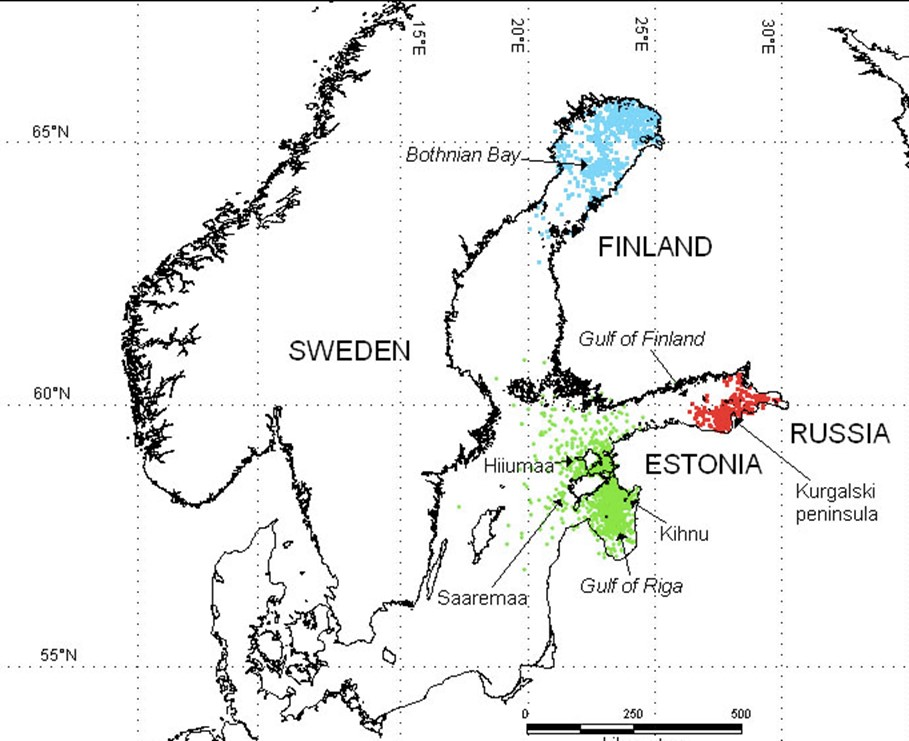 15°E
20°E
25°E
30°E
65°N
Bothnian Bay
FINLAND
Gulf of Finland
SWEDEN
60°N
RUSSIA
Hiiumaa
ESTONIA
Kurgalski
peninsula
Kihnu
Gulf of Riga
Saaremaa
55°N
0 250 500